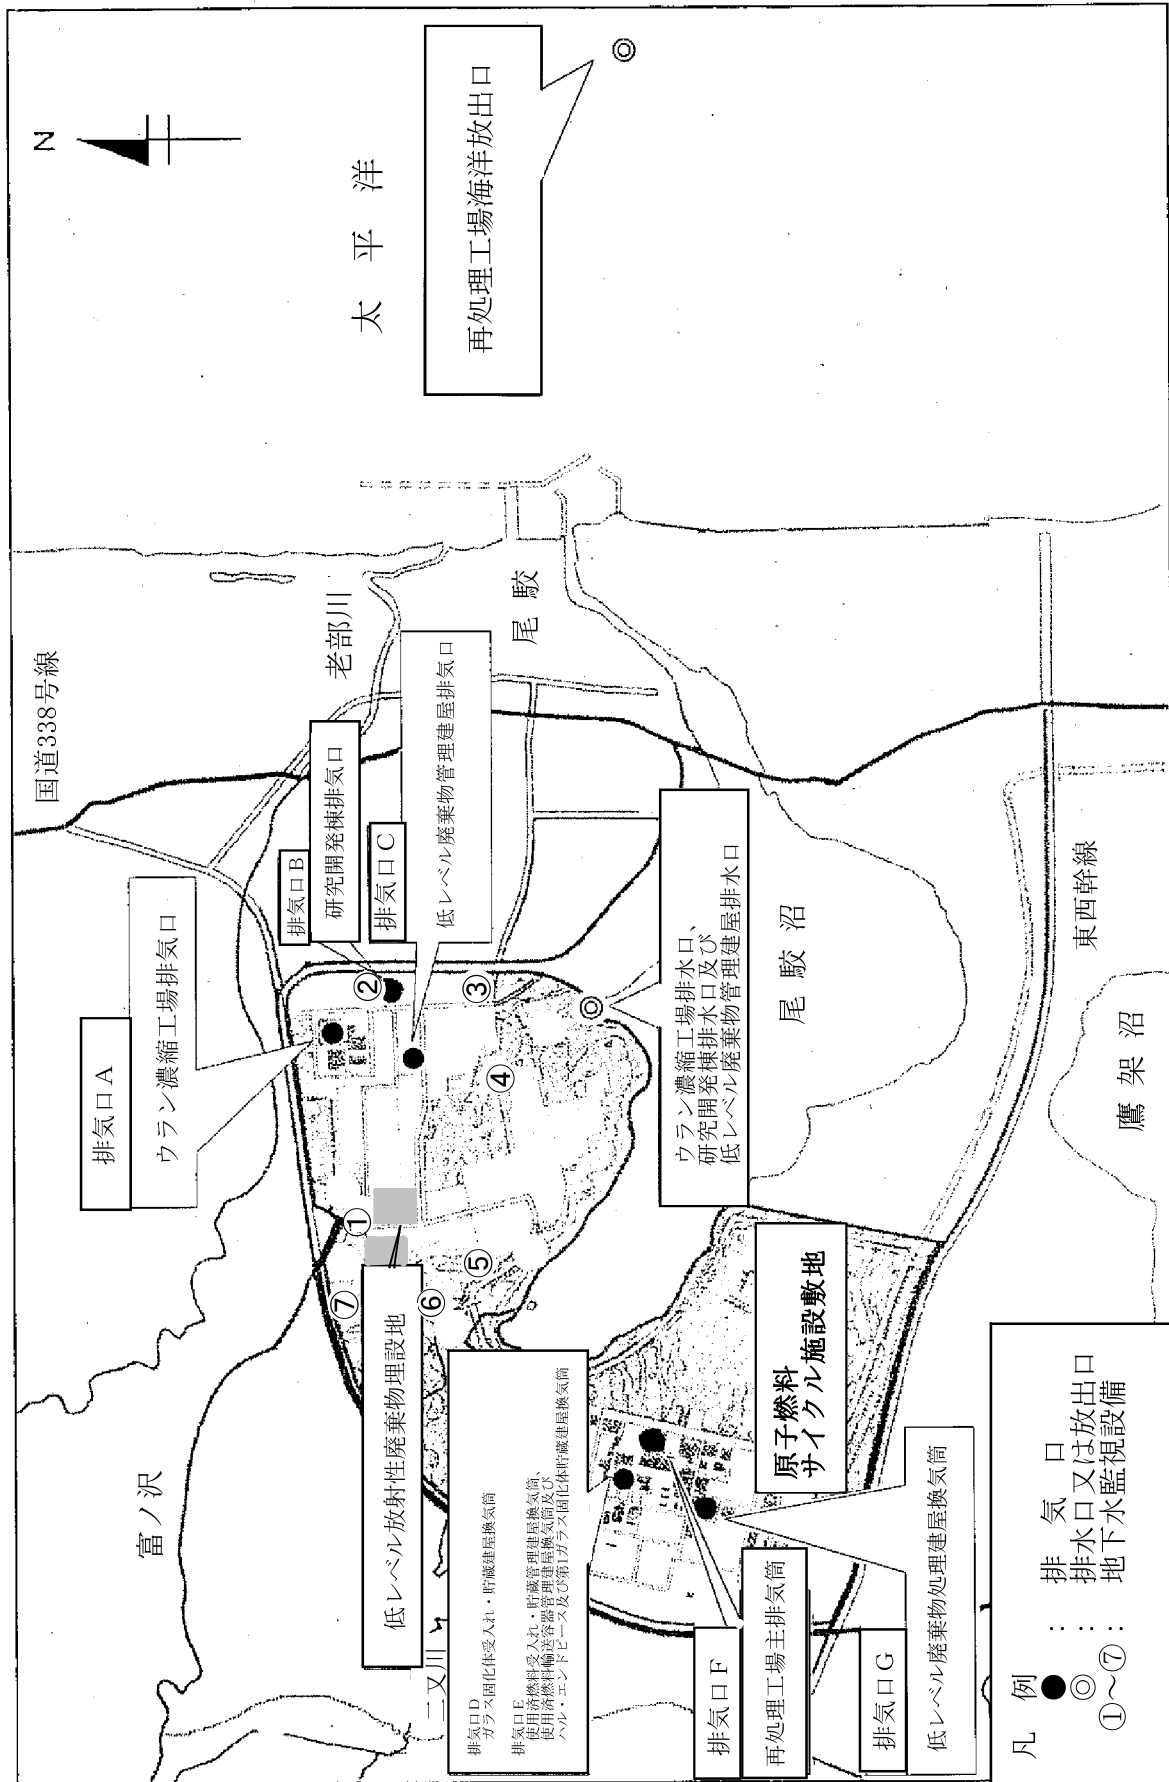 N
太平洋
再処理工場海洋放出口
国道338号線
老部川
尾駮
排気口A
ウラン濃縮工場排気口
排気口B
研究開発棟排気口
排気口C
低レベル廃棄物管理建屋排気口
②
③
④
①
⑦
⑥
⑤
ウラン濃縮工場排水口、
研究開発棟排水口及び
低レベル廃棄物管理建屋排水口
尾駮沼
東西幹線
鷹架沼
富ノ沢
低レベル放射性廃棄物埋設地
二又川
排気口D
ガラス固化体受入れ・貯蔵建屋換気筒
排気口E
使用済燃料受入れ・貯蔵管理建屋換気筒、
使用済燃料輸送容器管理建屋換気筒及び
ハル・エンドピース及び第1ガラス固化体貯蔵建屋換気筒
原子燃料
サイクル施設敷地
排気口F
再処理工場主排気筒
排気口G
低レベル廃棄物処理建屋換気筒
凡例
● : 排気口
◎ : 排水口又は放出口
①～⑦ : 地下水監視設備